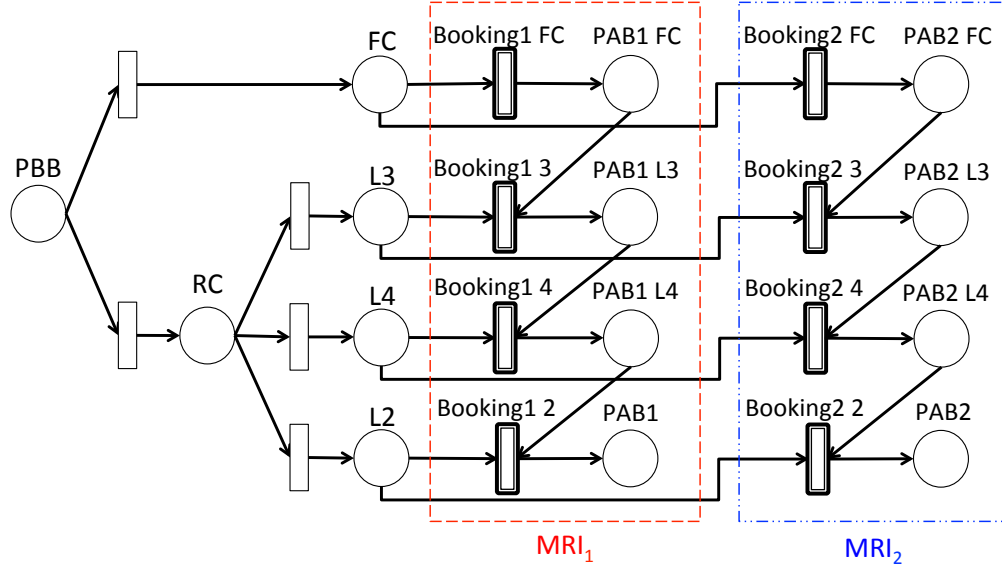 FC Booking1 FC PAB1 FC Booking2 FC PAB2 FC
PBB
L3 Booking1 3 PAB1 L3 Booking2 3 PAB2 L3
RC L4 Booking1 4 PAB1 L4 Booking2 4 PAB2 L4
L2 Booking1 2 PAB1 Booking2 2 PAB2
MRI₁ MRI₂